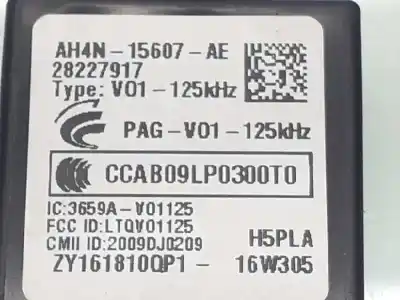 AH4N-15607-AE
28227917
Type: V01-125kHz
PAG-V01-125kHz
CCAB09LP0300T0
IC:3659A-V01125
FCC ID:LTQV01125
CMII ID:2009DJ0209
H5PLA
ZY161810QP1- 16W305